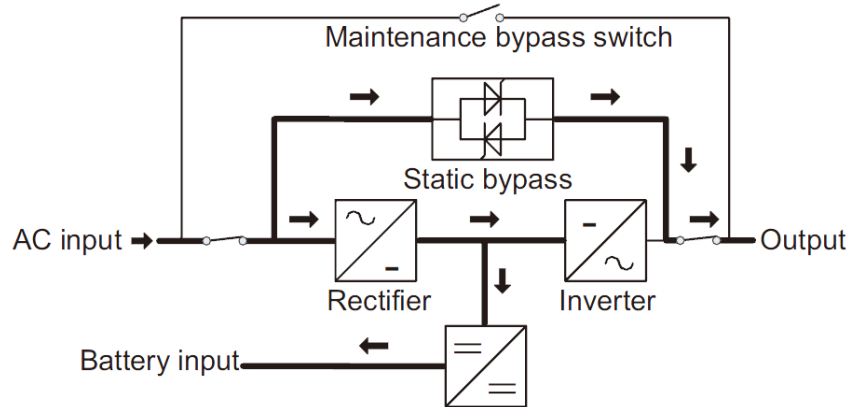 Maintenance bypass switch
Static bypass
AC input
Output
Rectifier
Inverter
Battery input